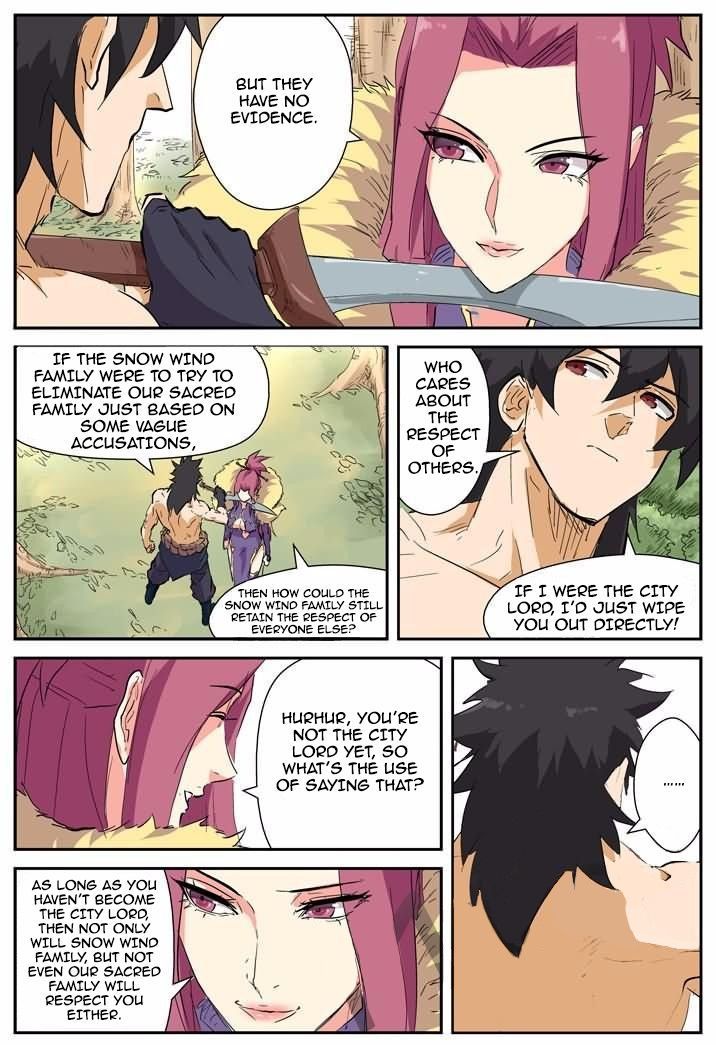 BUT THEY
HAVE NO
EVIDENCE.
IF THE SNOW WIND
FAMILY WERE TO TRY TO
ELIMINATE OUR SACRED
FAMILY JUST BASED ON
SOME VAGUE
ACCUSATIONS,
THEN HOW COULD THE
SNOW WIND FAMILY STILL
RETAIN THE RESPECT OF
EVERYONE ELSE?
WHO
CARES
ABOUT
THE
RESPECT
OF
OTHERS.
IF I WERE THE CITY
LORD, I'D JUST WIPE
YOU OUT DIRECTLY!
HURHUR, YOU'RE
NOT THE CITY
LORD YET, SO
WHAT'S THE USE
OF SAYING THAT?
......
AS LONG AS YOU
HAVEN'T BECOME
THE CITY LORD,
THEN NOT ONLY
WILL SNOW WIND
FAMILY, BUT NOT
EVEN OUR SACRED
FAMILY WILL
RESPECT YOU
EITHER.